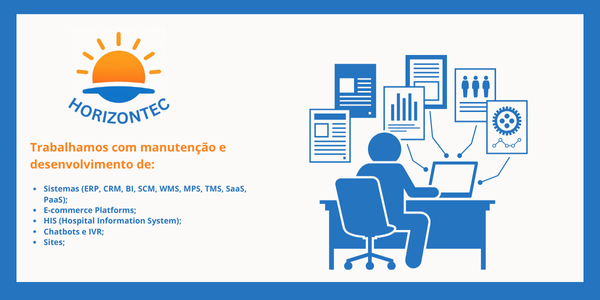 HORIZONTEC
Trabalhamos com manutenção e
desenvolvimento de:
• Sistemas (ERP, CRM, BI, SCM, WMS, MPS, TMS, SaaS,
PaaS);
• E-commerce Platforms;
• HIS (Hospital Information System);
• Chatbots e IVR;
• Sites;